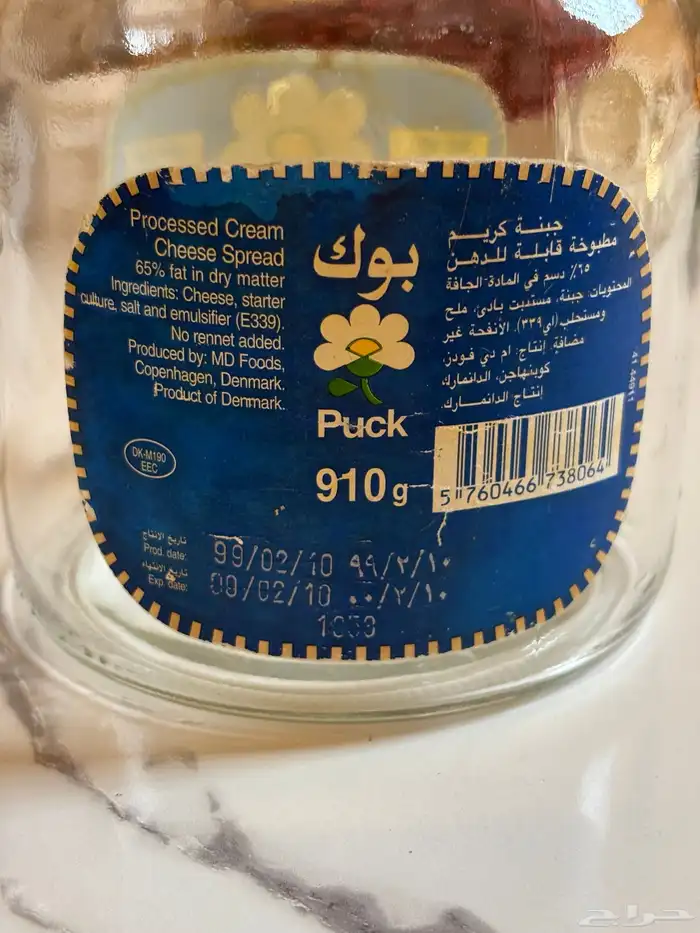 Processed Cream
Cheese Spread
65% fat in dry matter
Ingredients: Cheese, starter
culture, salt and emulsifier (E339).
No rennet added.
Produced by: MD Foods,
Copenhagen, Denmark.
Product of Denmark.
DK-M190
EEC
بوك
Puck
910 g
جبنة كريم
مطبوخة قابلة للدهن
٦٥٪ دسم في المادة الجافة
المحتويات: جبنة، مستنبت بادئ، ملح
ومستحلب (اي ٣٣٩). الأنفحة غير
مضافة. إنتاج: ام دي فودز،
كوبنهاجن، الدانمارك.
إنتاج الدانمارك.
5 760466 738064
تاريخ الانتاج
Prod. date:
99/02/10 ٩٩/٢/١٠
تاريخ الانتهاء
Exp. date:
00/02/10 ٠٠/٢/١٠
حراج